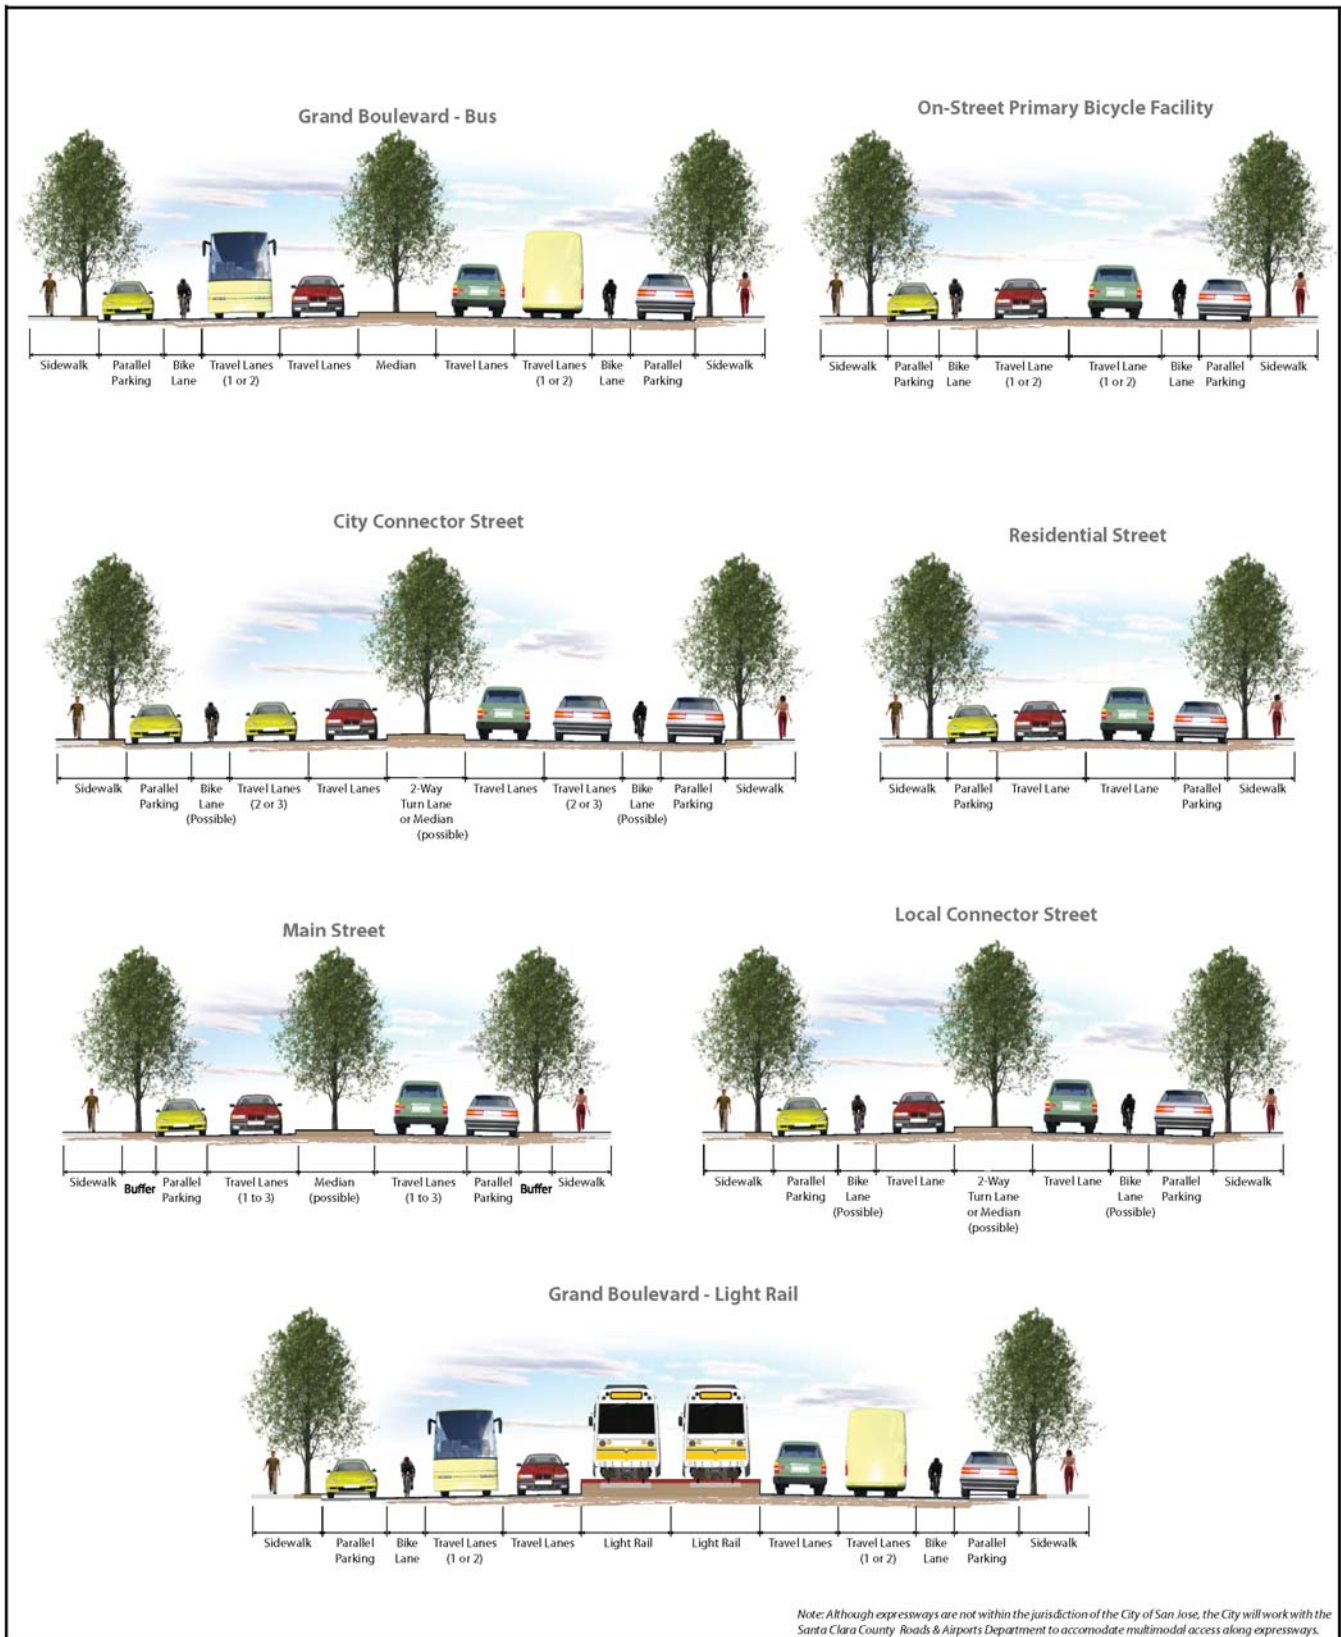 Grand Boulevard - Bus
Sidewalk
Parallel
Parking
Bike
Lane
Travel Lanes
(1 or 2)
Travel Lanes
Median
Travel Lanes
Travel Lanes
(1 or 2)
Bike
Lane
Parallel
Parking
Sidewalk
On-Street Primary Bicycle Facility
Sidewalk
Parallel
Parking
Bike
Lane
Travel Lane
(1 or 2)
Travel Lane
(1 or 2)
Bike
Lane
Parallel
Parking
Sidewalk
City Connector Street
Sidewalk
Parallel
Parking
Bike
Lane
(Possible)
Travel Lanes
(2 or 3)
Travel Lanes
2-Way
Turn Lane
or Median
(possible)
Travel Lanes
Travel Lanes
(2 or 3)
Bike
Lane
(Possible)
Parallel
Parking
Sidewalk
Residential Street
Sidewalk
Parallel
Parking
Travel Lane
Travel Lane
Parallel
Parking
Sidewalk
Main Street
Sidewalk
Buffer
Parallel
Parking
Travel Lanes
(1 to 3)
Median
(possible)
Travel Lanes
(1 to 3)
Parallel
Parking
Buffer
Sidewalk
Local Connector Street
Sidewalk
Parallel
Parking
Bike
Lane
(Possible)
Travel Lane
2-Way
Turn Lane
or Median
(possible)
Travel Lane
Bike
Lane
(Possible)
Parallel
Parking
Sidewalk
Grand Boulevard - Light Rail
Sidewalk
Parallel
Parking
Bike
Lane
Travel Lanes
(1 or 2)
Travel Lanes
Light Rail
Light Rail
Travel Lanes
Travel Lanes
(1 or 2)
Bike
Lane
Parallel
Parking
Sidewalk
Note: Although expressways are not within the jurisdiction of the City of San Jose, the City will work with the
Santa Clara County Roads & Airports Department to accomodate multimodal access along expressways.